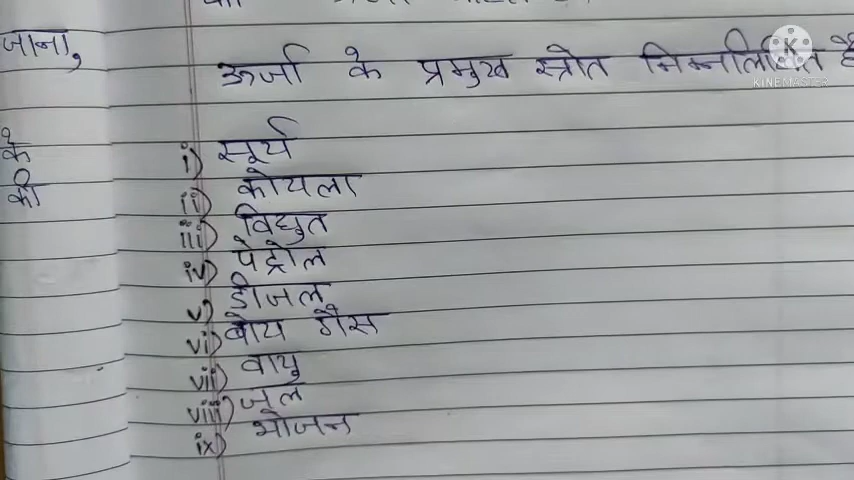 जाना,
ऊर्जा के प्रमुख स्त्रोत निम्नलिखित है
के
की
i) सूर्य
ii) कोयला
iii) विद्युत
iv) पेट्रोल
v) डीजल
vi) बोय गैस
vii) वायु
viii) जल
ix) भोजन
K
KINEMASTER